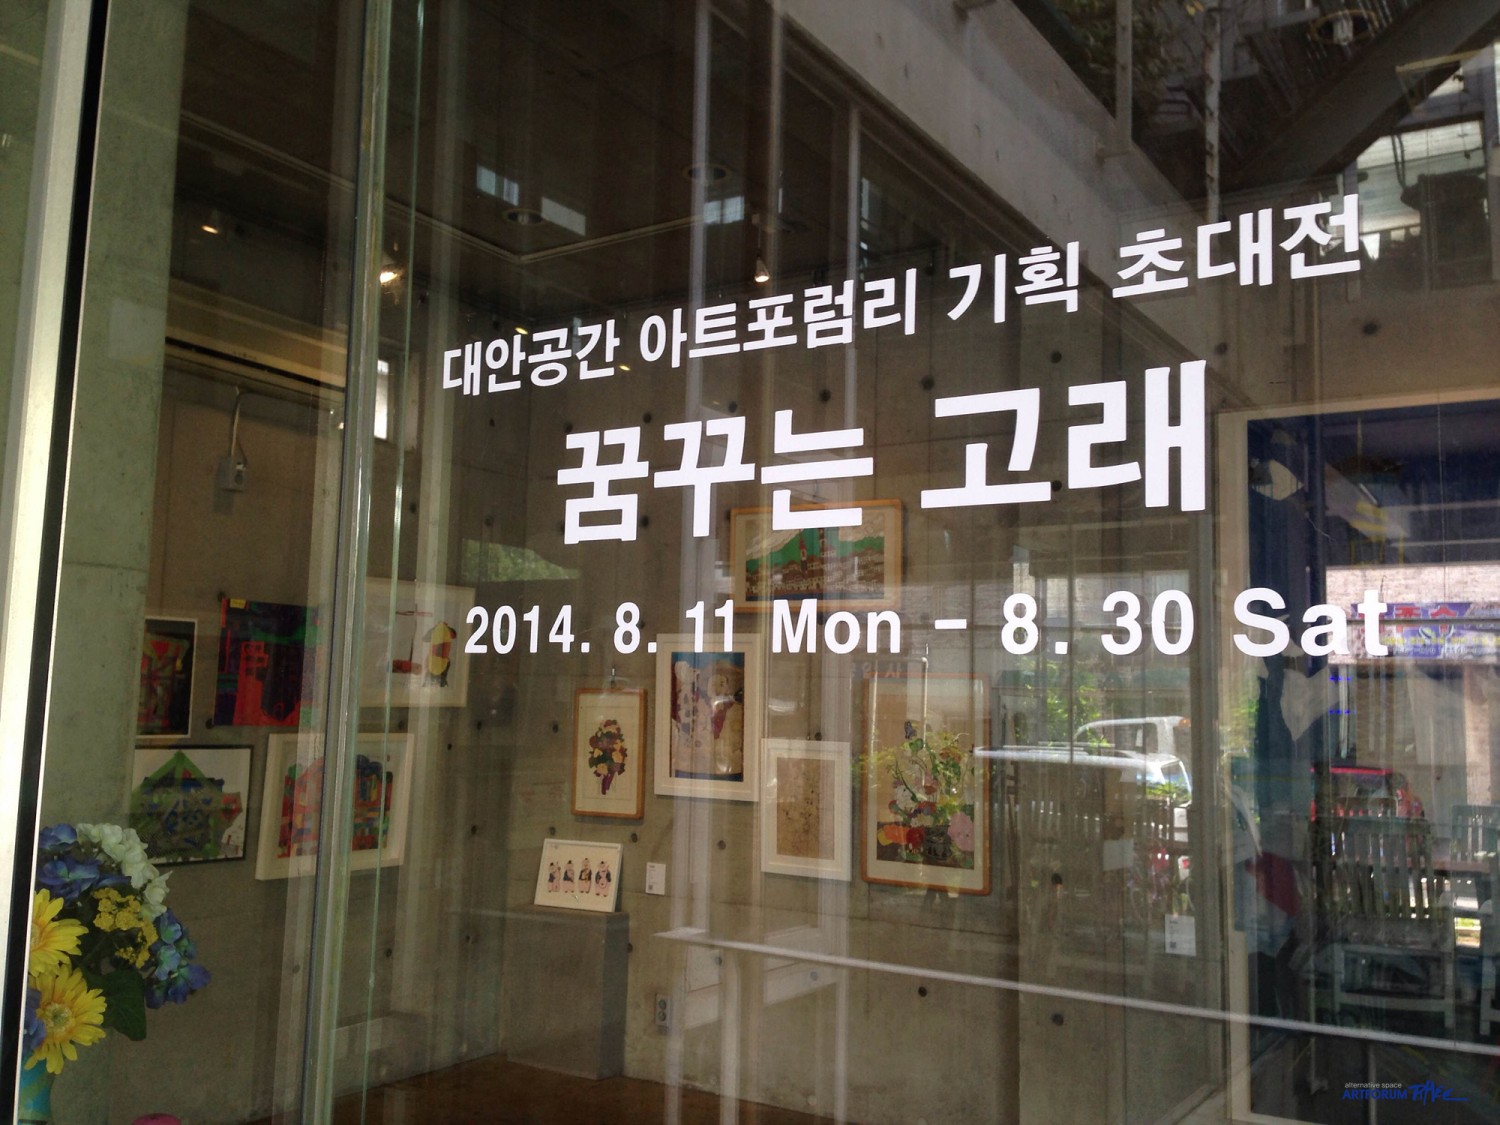 대안공간 아트포럼리 기획 초대전
꿈꾸는 고래
2014. 8. 11 Mon - 8. 30 Sat
alternative space
ARTFORUM